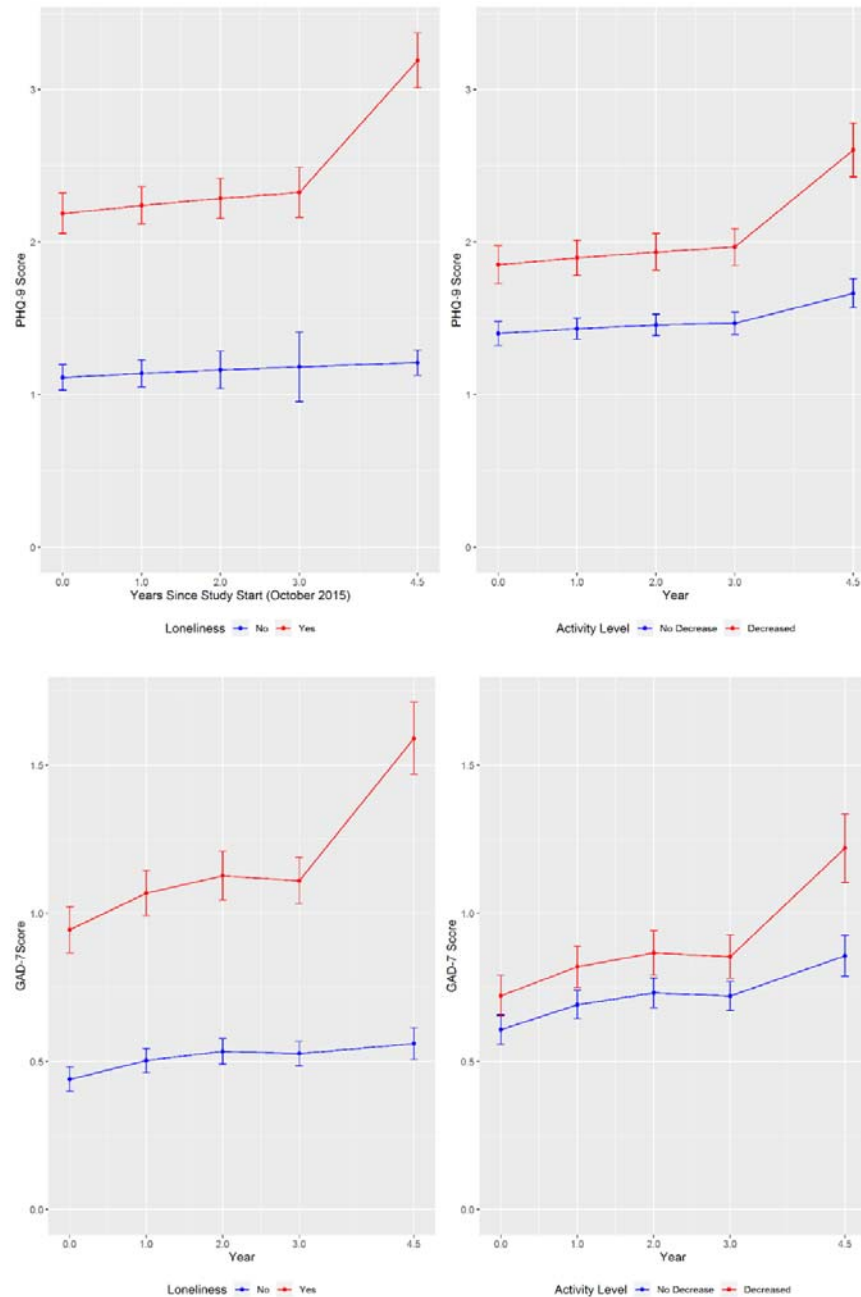 3
2
1
0
PHQ-9 Score
0.0 1.0 2.0 3.0 4.5
Years Since Study Start (October 2015)
Loneliness No Yes
3
2
1
0
PHQ-9 Score
0.0 1.0 2.0 3.0 4.5
Year
Activity Level No Decrease Decreased
1.5
1.0
0.5
0.0
GAD-7Score
0.0 1.0 2.0 3.0 4.5
Year
Loneliness No Yes
1.5
1.0
0.5
0.0
GAD-7 Score
0.0 1.0 2.0 3.0 4.5
Year
Activity Level No Decrease Decreased